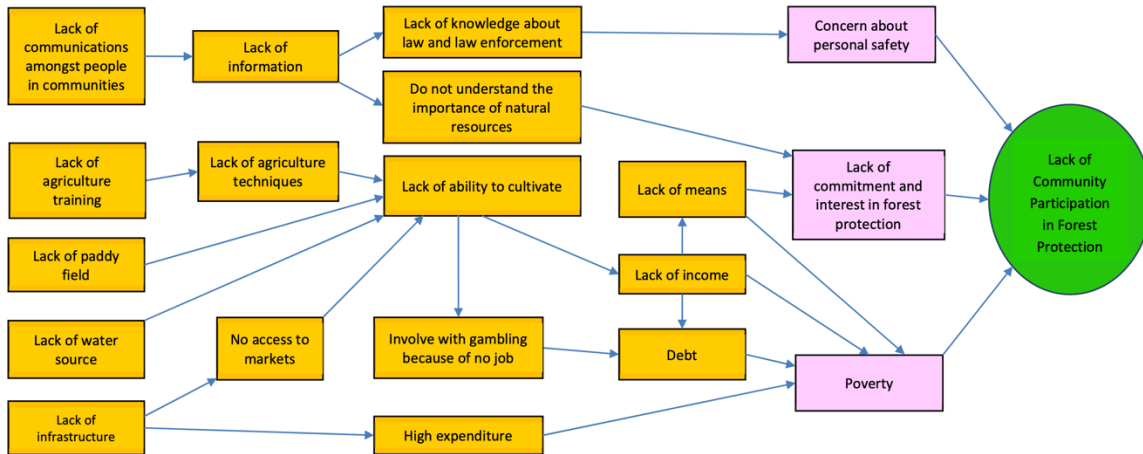 Lack of
communications
amongst people
in communities
Lack of
information
Lack of knowledge about
law and law enforcement
Concern about
personal safety
Do not understand the
importance of natural
resources
Lack of
agriculture
training
Lack of agriculture
techniques
Lack of ability to cultivate
Lack of means
Lack of
commitment and
interest in forest
protection
Lack of
Community
Participation
in Forest
Protection
Lack of paddy
field
Lack of income
Lack of water
source
No access to
markets
Involve with gambling
because of no job
Debt
Poverty
Lack of
infrastructure
High expenditure